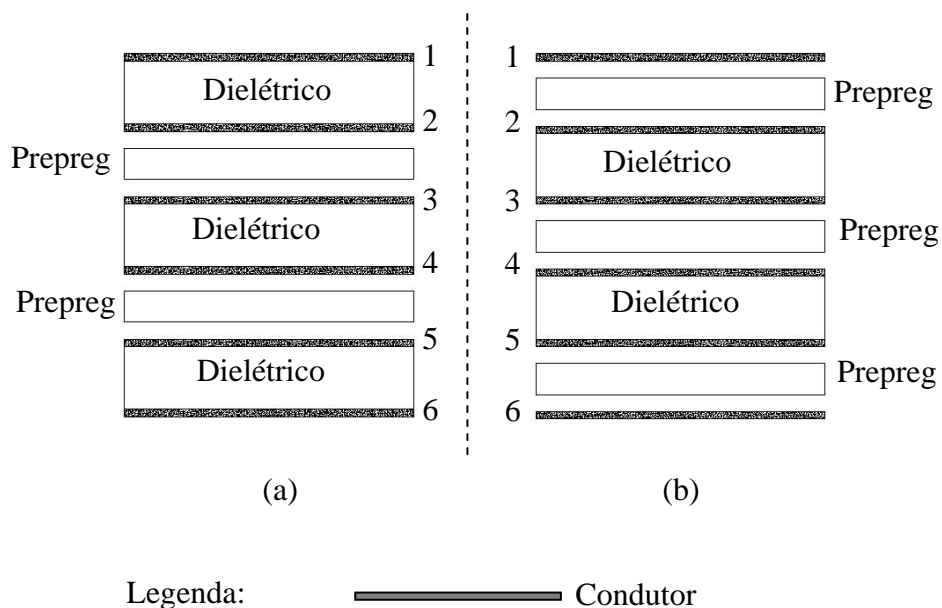 1
Dielétrico
2
Prepreg
3
Dielétrico
4
Prepreg
5
Dielétrico
6
(a)
1
Prepreg
2
Dielétrico
3
Prepreg
4
Dielétrico
5
Prepreg
6
(b)
Legenda: Condutor